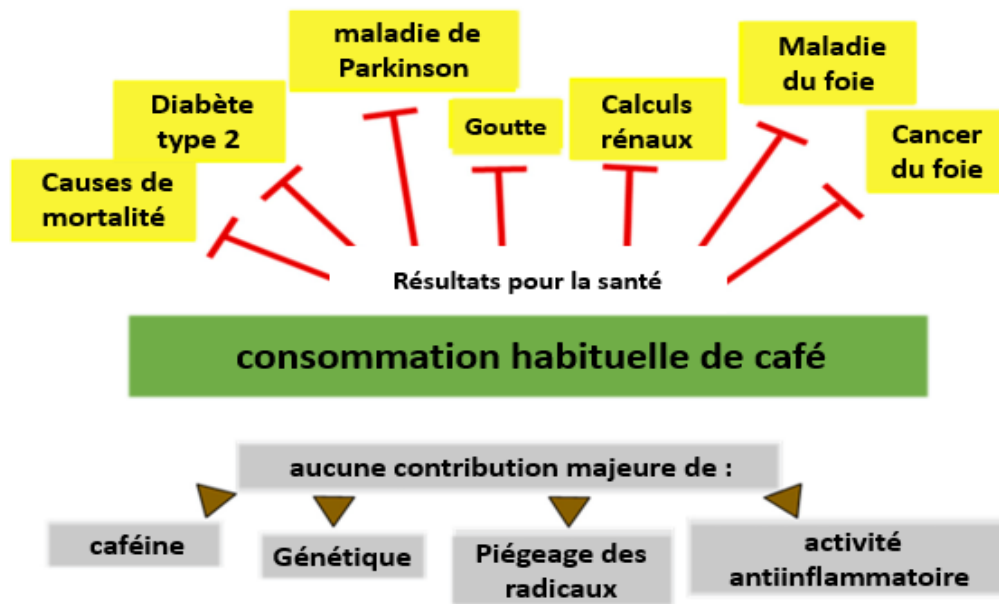 maladie de
Parkinson
Maladie
du foie
Diabète
type 2
Goutte
Calculs
rénaux
Cancer
du foie
Causes de
mortalité
Résultats pour la santé
consommation habituelle de café
aucune contribution majeure de :
caféine
Génétique
Piégeage des
radicaux
activité
antiinflammatoire